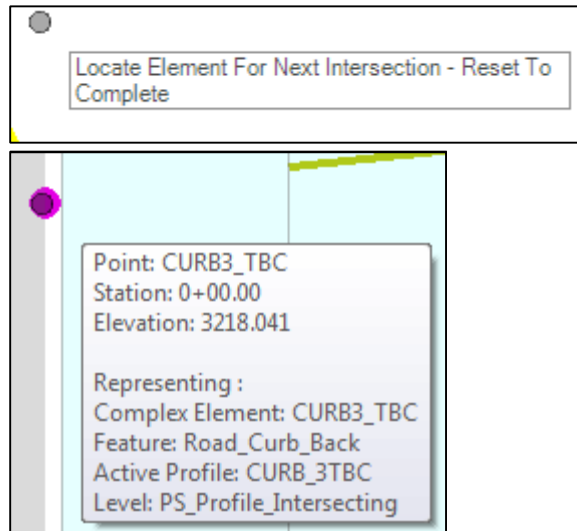 Locate Element For Next Intersection - Reset To
Complete
Point: CURB3_TBC
Station: 0+00.00
Elevation: 3218.041
Representing :
Complex Element: CURB3_TBC
Feature: Road_Curb_Back
Active Profile: CURB_3TBC
Level: PS_Profile_Intersecting